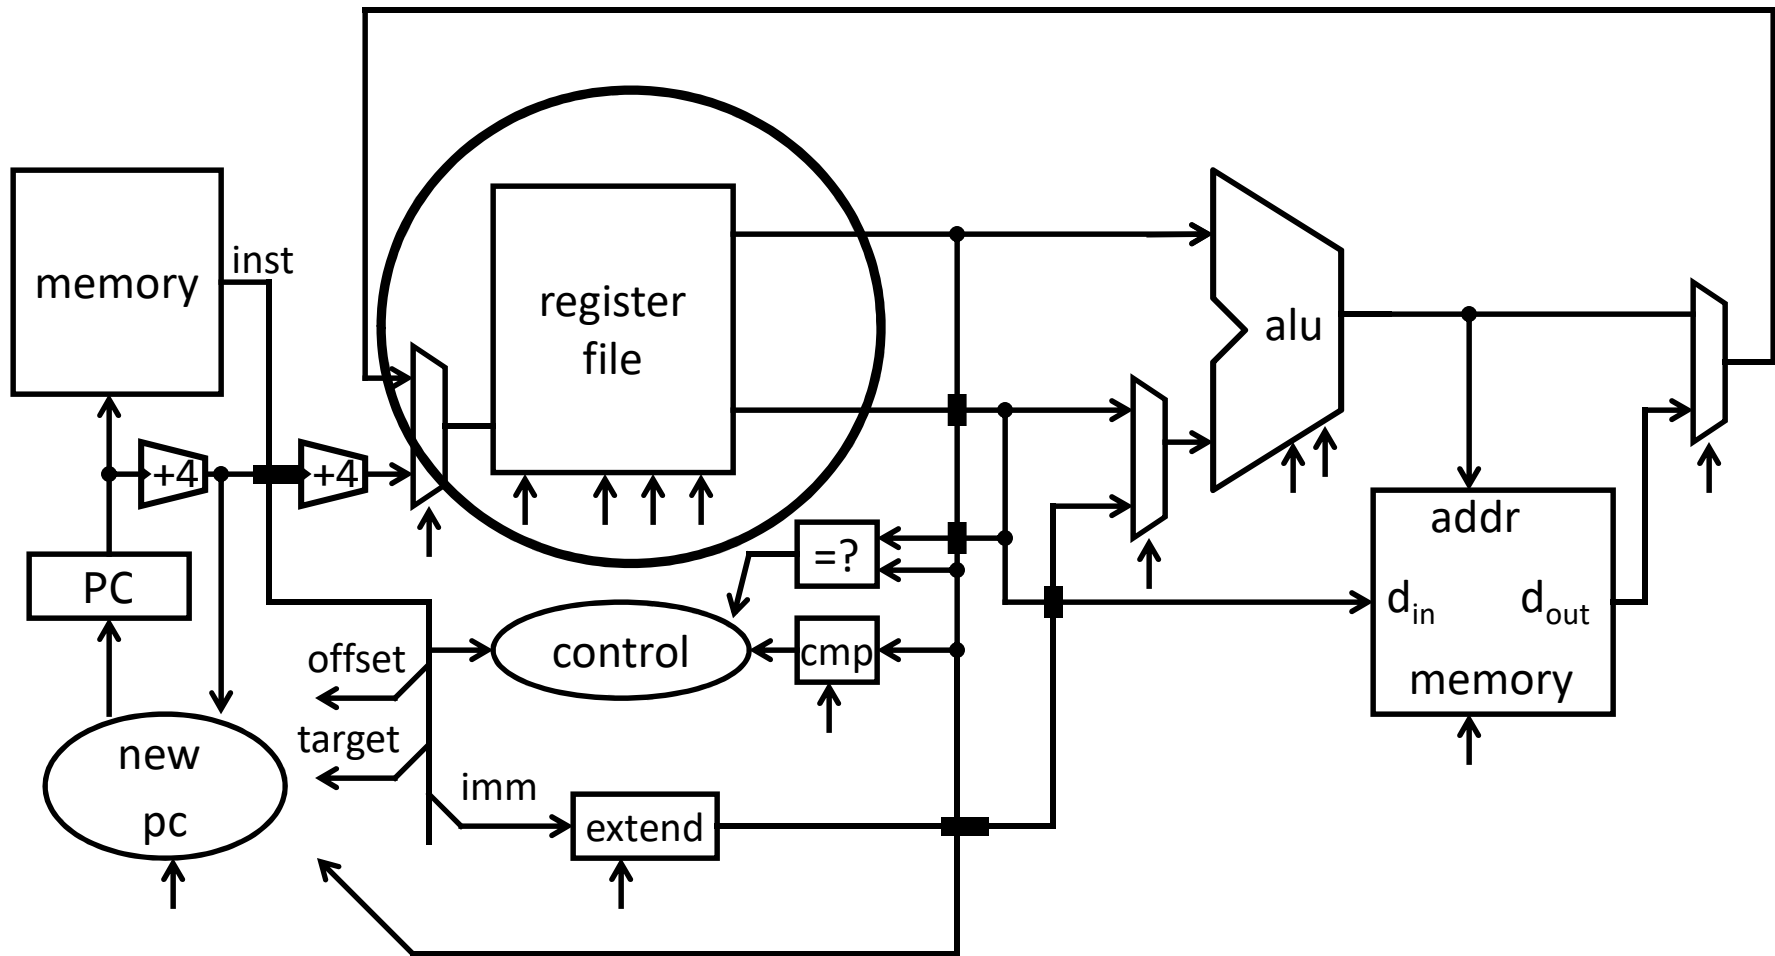 inst
memory
register
file
alu
+4
+4
addr
=?
PC
d_in
d_out
offset
control
cmp
memory
target
new
pc
imm
extend